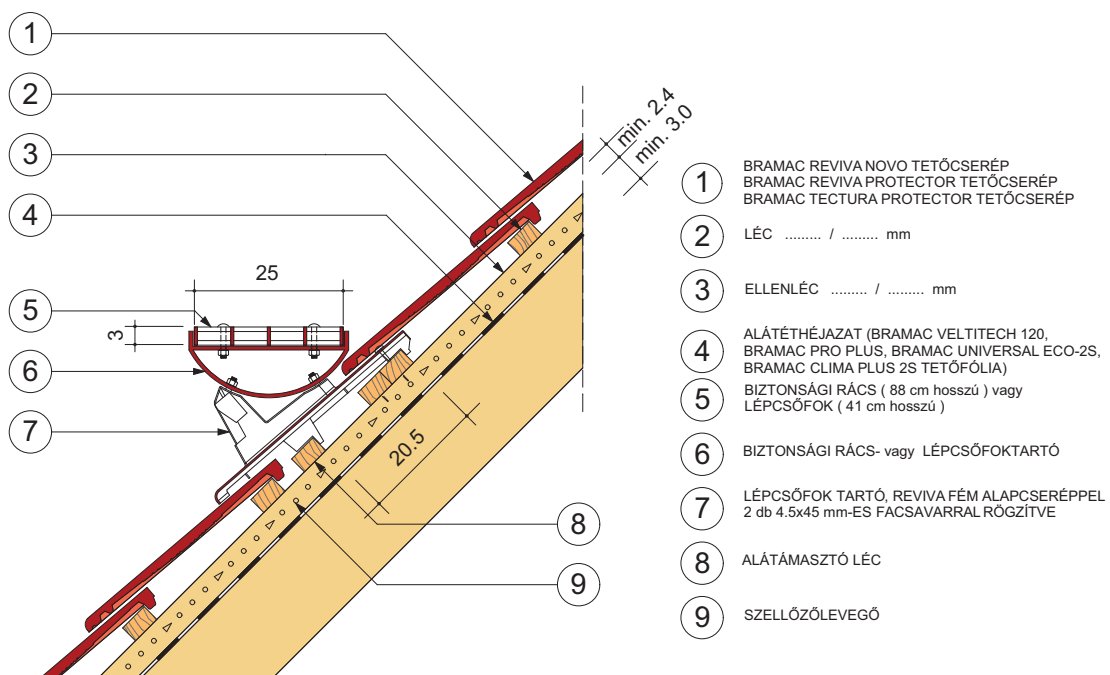 1
2
3
4
5
6
7
25
3
min. 2.4
min. 3.0
20.5
8
9
1
BRAMAC REVIVA NOVO TETŐCSERÉP
BRAMAC REVIVA PROTECTOR TETŐCSERÉP
BRAMAC TECTURA PROTECTOR TETŐCSERÉP
2
LÉC ......... / ......... mm
3
ELLENLÉC ......... / ......... mm
4
ALÁTÉTHÉJAZAT (BRAMAC VELTITECH 120,
BRAMAC PRO PLUS, BRAMAC UNIVERSAL ECO-2S,
BRAMAC CLIMA PLUS 2S TETŐFÓLIA)
5
BIZTONSÁGI RÁCS ( 88 cm hosszú ) vagy
LÉPCSŐFOK ( 41 cm hosszú )
6
BIZTONSÁGI RÁCS- vagy LÉPCSŐFOKTARTÓ
7
LÉPCSŐFOK TARTÓ, REVIVA FÉM ALAPCSERÉPPEL
2 db 4.5x45 mm-ES FACSAVARRAL RÖGZÍTVE
8
ALÁTÁMASZTÓ LÉC
9
SZELLŐZŐLEVEGŐ